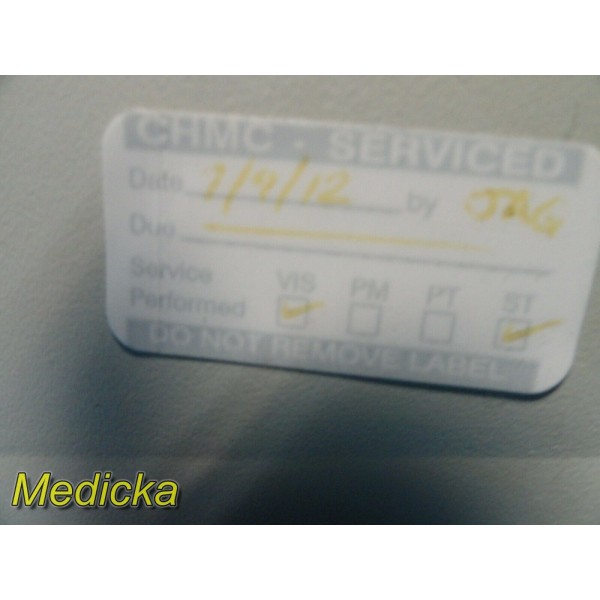 CHMC • SERVICED
Date 7/9/12 by JAG
Due
Service VIS PM PT ST
Performed
DO NOT REMOVE LABEL
Medicka